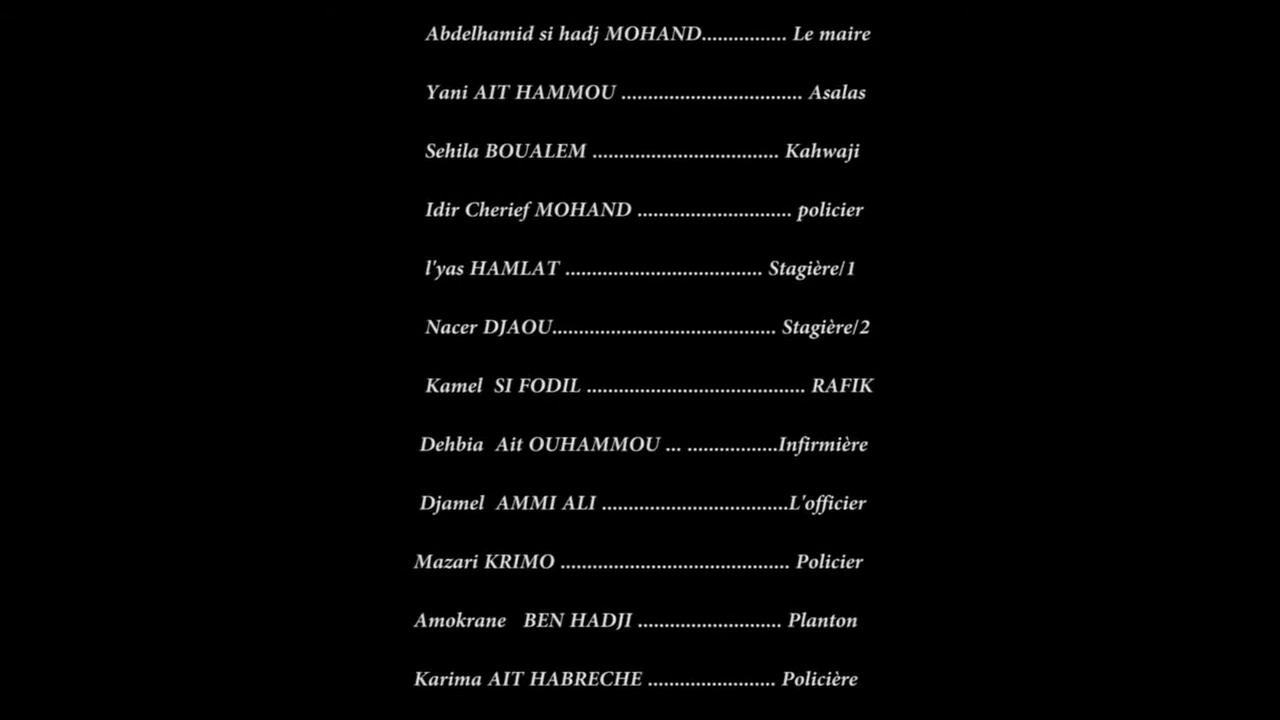 Abdelhamid si hadj MOHAND................ Le maire
Yani AIT HAMMOU .................................. Asalas
Sehila BOUALEM ................................... Kahwaji
Idir Cherief MOHAND ............................. policier
l'yas HAMLAT ..................................... Stagière/1
Nacer DJAOU.......................................... Stagière/2
Kamel  SI FODIL ......................................... RAFIK
Dehbia  Ait OUHAMMOU ... .................Infirmière
Djamel  AMMI ALI ...................................L'officier
Mazari KRIMO ........................................... Policier
Amokrane   BEN HADJI ........................... Planton
Karima AIT HABRECHE ........................ Policière